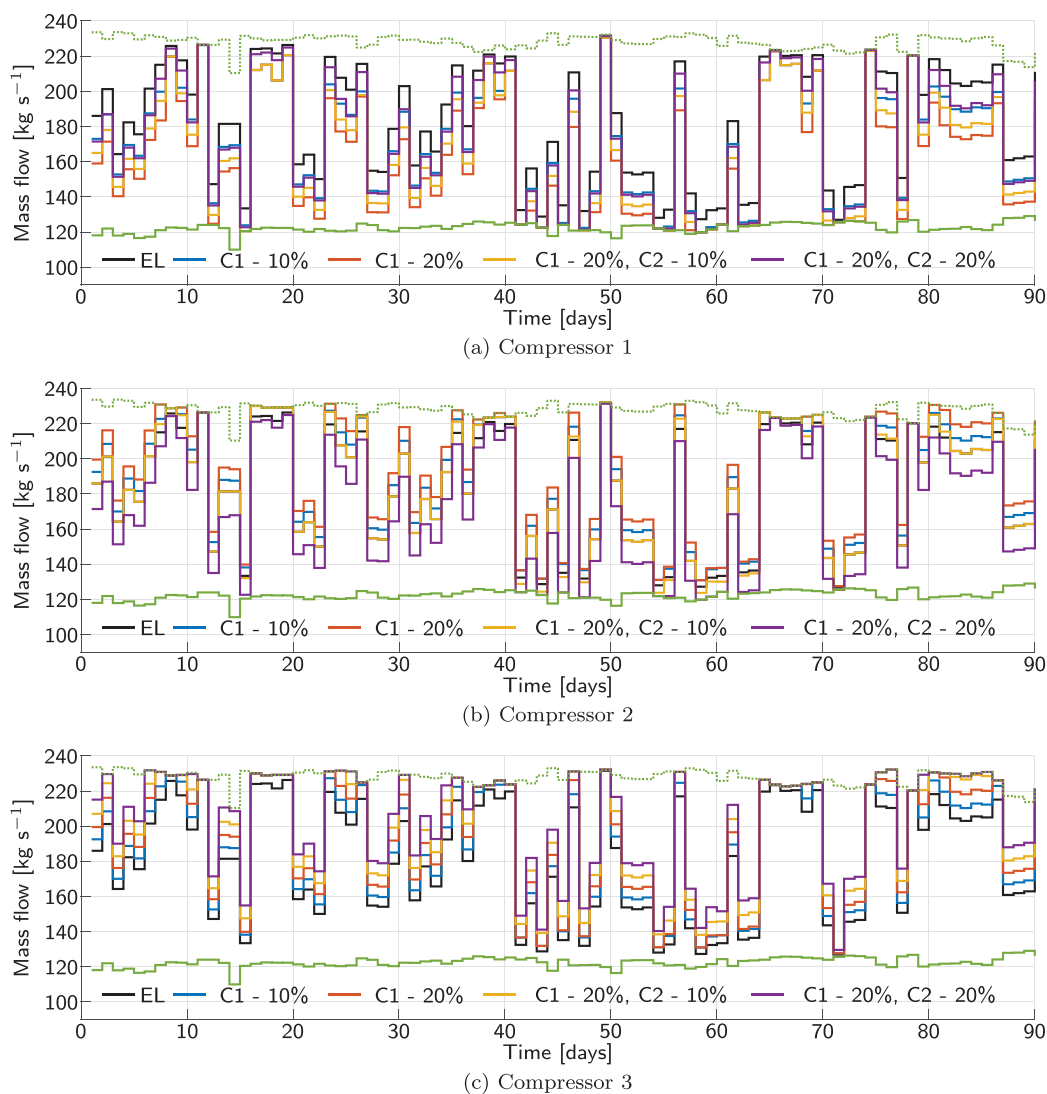 240
220
200
180
160
140
120
100
Mass flow [kg s⁻¹]
EL C1 - 10% C1 - 20% C1 - 20%, C2 - 10% C1 - 20%, C2 - 20%
0 10 20 30 40 50 60 70 80 90
Time [days]
(a) Compressor 1
240
220
200
180
160
140
120
100
Mass flow [kg s⁻¹]
EL C1 - 10% C1 - 20% C1 - 20%, C2 - 10% C1 - 20%, C2 - 20%
0 10 20 30 40 50 60 70 80 90
Time [days]
(b) Compressor 2
240
220
200
180
160
140
120
100
Mass flow [kg s⁻¹]
EL C1 - 10% C1 - 20% C1 - 20%, C2 - 10% C1 - 20%, C2 - 20%
0 10 20 30 40 50 60 70 80 90
Time [days]
(c) Compressor 3